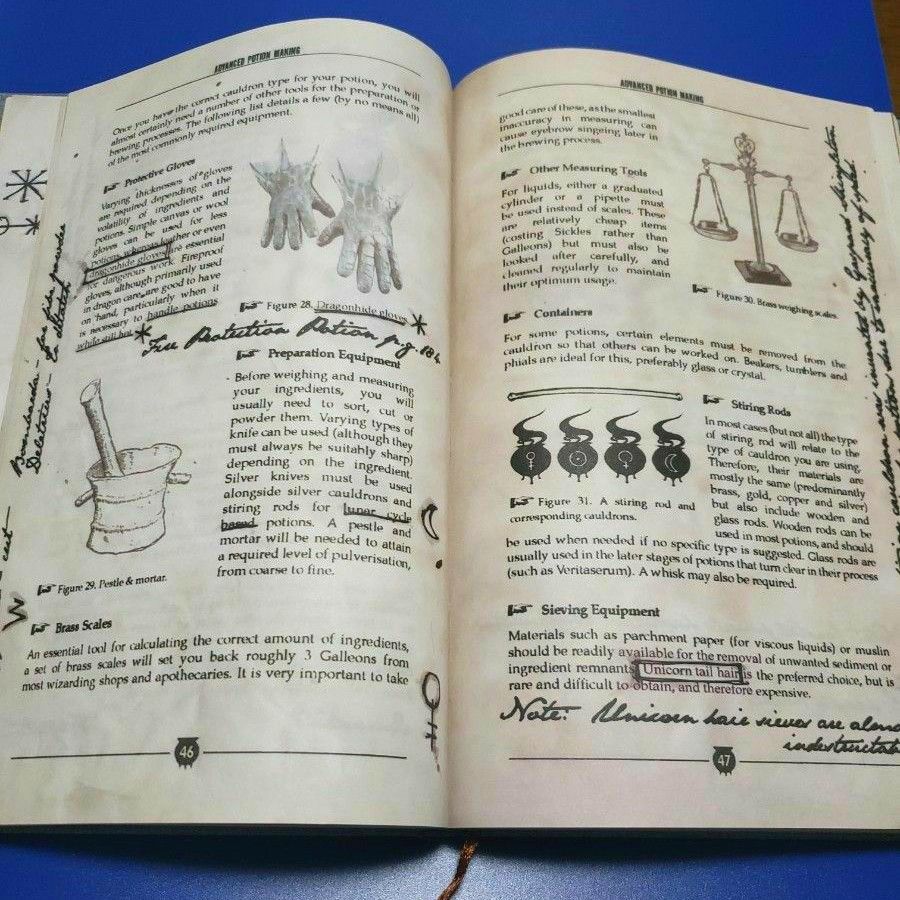 ADVANCED POTION MAKING
Once you have the correct cauldron type for your potion, you will
almost certainly need a number of other tools for the preparation or
brewing processes. The following list details a few (by no means all)
of the most commonly required equipment.
Protective Gloves
Varying thicknesses of gloves
are required depending on the
volatility of ingredients and
potions. Simple canvas or wool
gloves can be used for less
potions, whereas leather or even
dragonhide gloves are essential
for dangerous work. Fireproof
gloves, although primarily used
in dragon care, are good to have
on hand, particularly when it
is necessary to handle potions
while still hot.
Figure 28. Dragonhide gloves
Fire Protection Potion p.g. 184
Preparation Equipment
Before weighing and measuring
your ingredients, you will
usually need to sort, cut or
powder them. Varying types of
knife can be used (although they
must always be suitably sharp)
depending on the ingredient.
Silver knives must be used
alongside silver cauldrons and
stirring rods for lunar cycle
based potions. A pestle and
mortar will be needed to attain
a required level of pulverisation,
from coarse to fine.
Figure 29. Pestle & mortar.
Brass Scales
An essential tool for calculating the correct amount of ingredients,
a set of brass scales will set you back roughly 3 Galleons from
most wizarding shops and apothecaries. It is very important to take
46
ADVANCED POTION MAKING
good care of these, as the smallest
inaccuracy in measuring can
cause eyebrow singeing later in
the brewing process.
Other Measuring Tools
For liquids, either a graduated
cylinder or a pipette must
be used instead of scales. These
are relatively cheap items
(costing Sickles rather than
Galleons) but must also be
looked after carefully, and
cleaned regularly to maintain
their optimum usage.
Figure 30. Brass weighing scales.
Containers
For some potions, certain elements must be removed from the
cauldron so that others can be worked on. Beakers, tumblers and
phials are ideal for this, preferably glass or crystal.
Figure 31. A stirring rod and
corresponding cauldrons.
Stiring Rods
In most cases (but not all) the type
of stiring rod will relate to the
type of cauldron you are using.
Therefore, their materials are
mostly the same (predominantly
brass, gold, copper and silver)
but also include wooden and
glass rods. Wooden rods can be
used in most potions, and should
be used when needed if no specific type is suggested. Glass rods are
usually used in the later stages of potions that turn clear in their process
(such as Veritaserum). A whisk may also be required.
Sieving Equipment
Materials such as parchment paper (for viscous liquids) or muslin
should be readily available for the removal of unwanted sediment or
ingredient remnants. Unicorn tail hair is the preferred choice, but is
rare and difficult to obtain, and therefore expensive.
Note: Unicorn hair sieves are
47